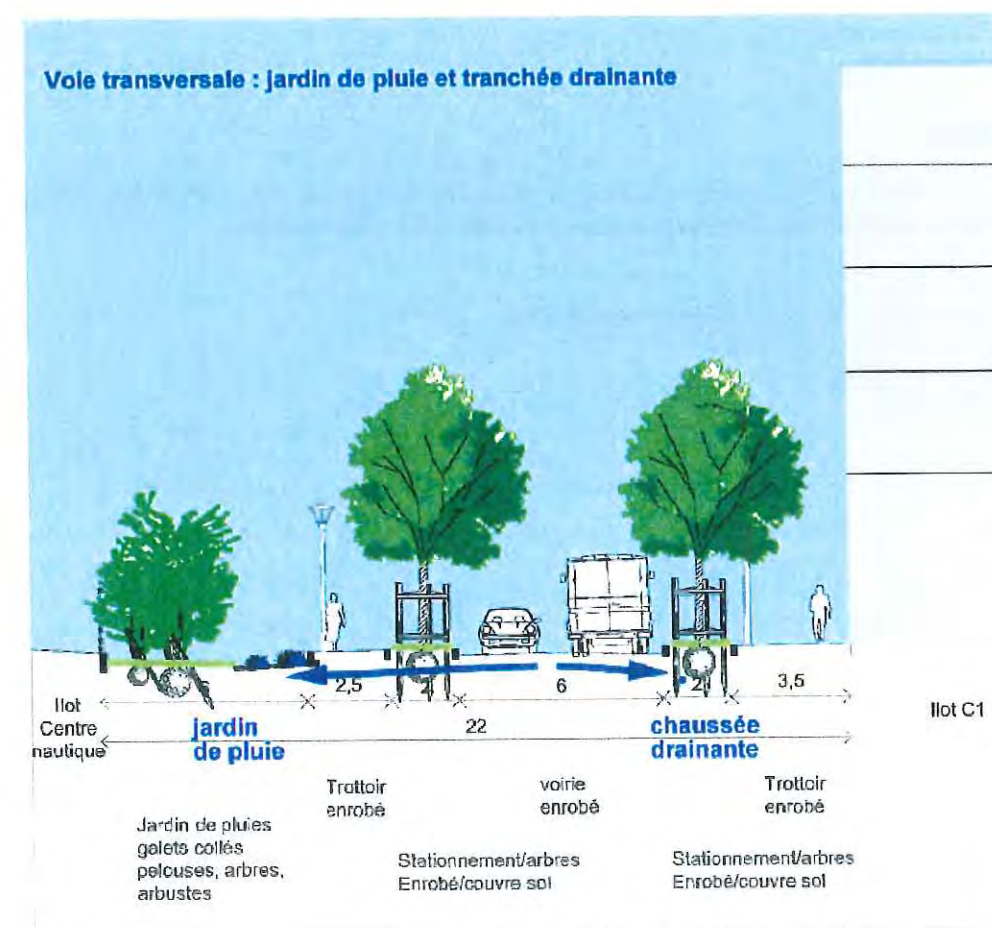 Voie transversale : jardin de pluie et tranchée drainante
2,5
2
6
2
3,5
Ilot
Centre
nautique
jardin
de pluie
22
chaussée
drainante
Ilot C1
Trottoir
enrobé
voirie
enrobé
Trottoir
enrobé
Jardin de pluies
galets collés
pelouses, arbres,
arbustes
Stationnement/arbres
Enrobé/couvre sol
Stationnement/arbres
Enrobé/couvre sol